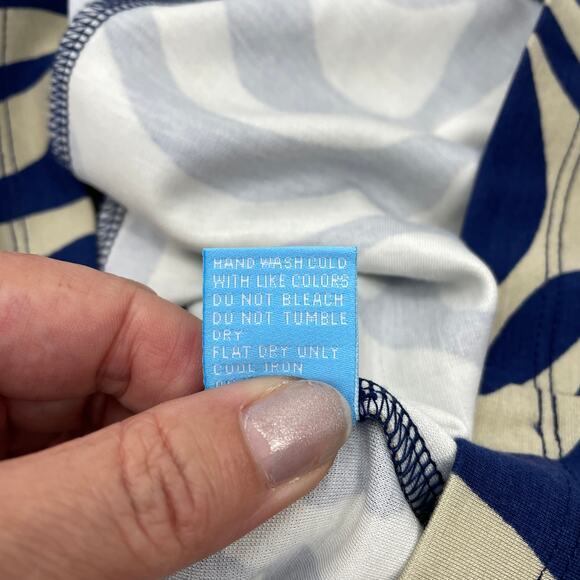 HAND WASH COLD
WITH LIKE COLORS
DO NOT BLEACH
DO NOT TUMBLE
DRY
FLAT DRY ONLY
COOL IRON